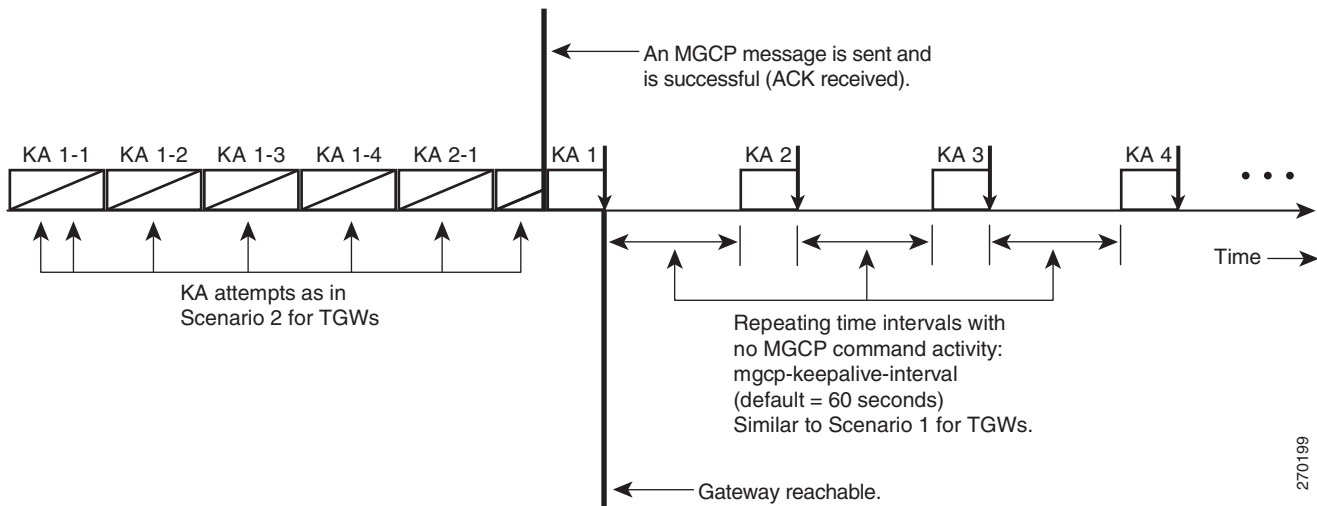 An MGCP message is sent and
is successful (ACK received).
KA 1-1 KA 1-2 KA 1-3 KA 1-4 KA 2-1 KA 1 KA 2 KA 3 KA 4
Time
KA attempts as in
Scenario 2 for TGWs
Repeating time intervals with
no MGCP command activity:
mgcp-keepalive-interval
(default = 60 seconds)
Similar to Scenario 1 for TGWs.
Gateway reachable.
270199